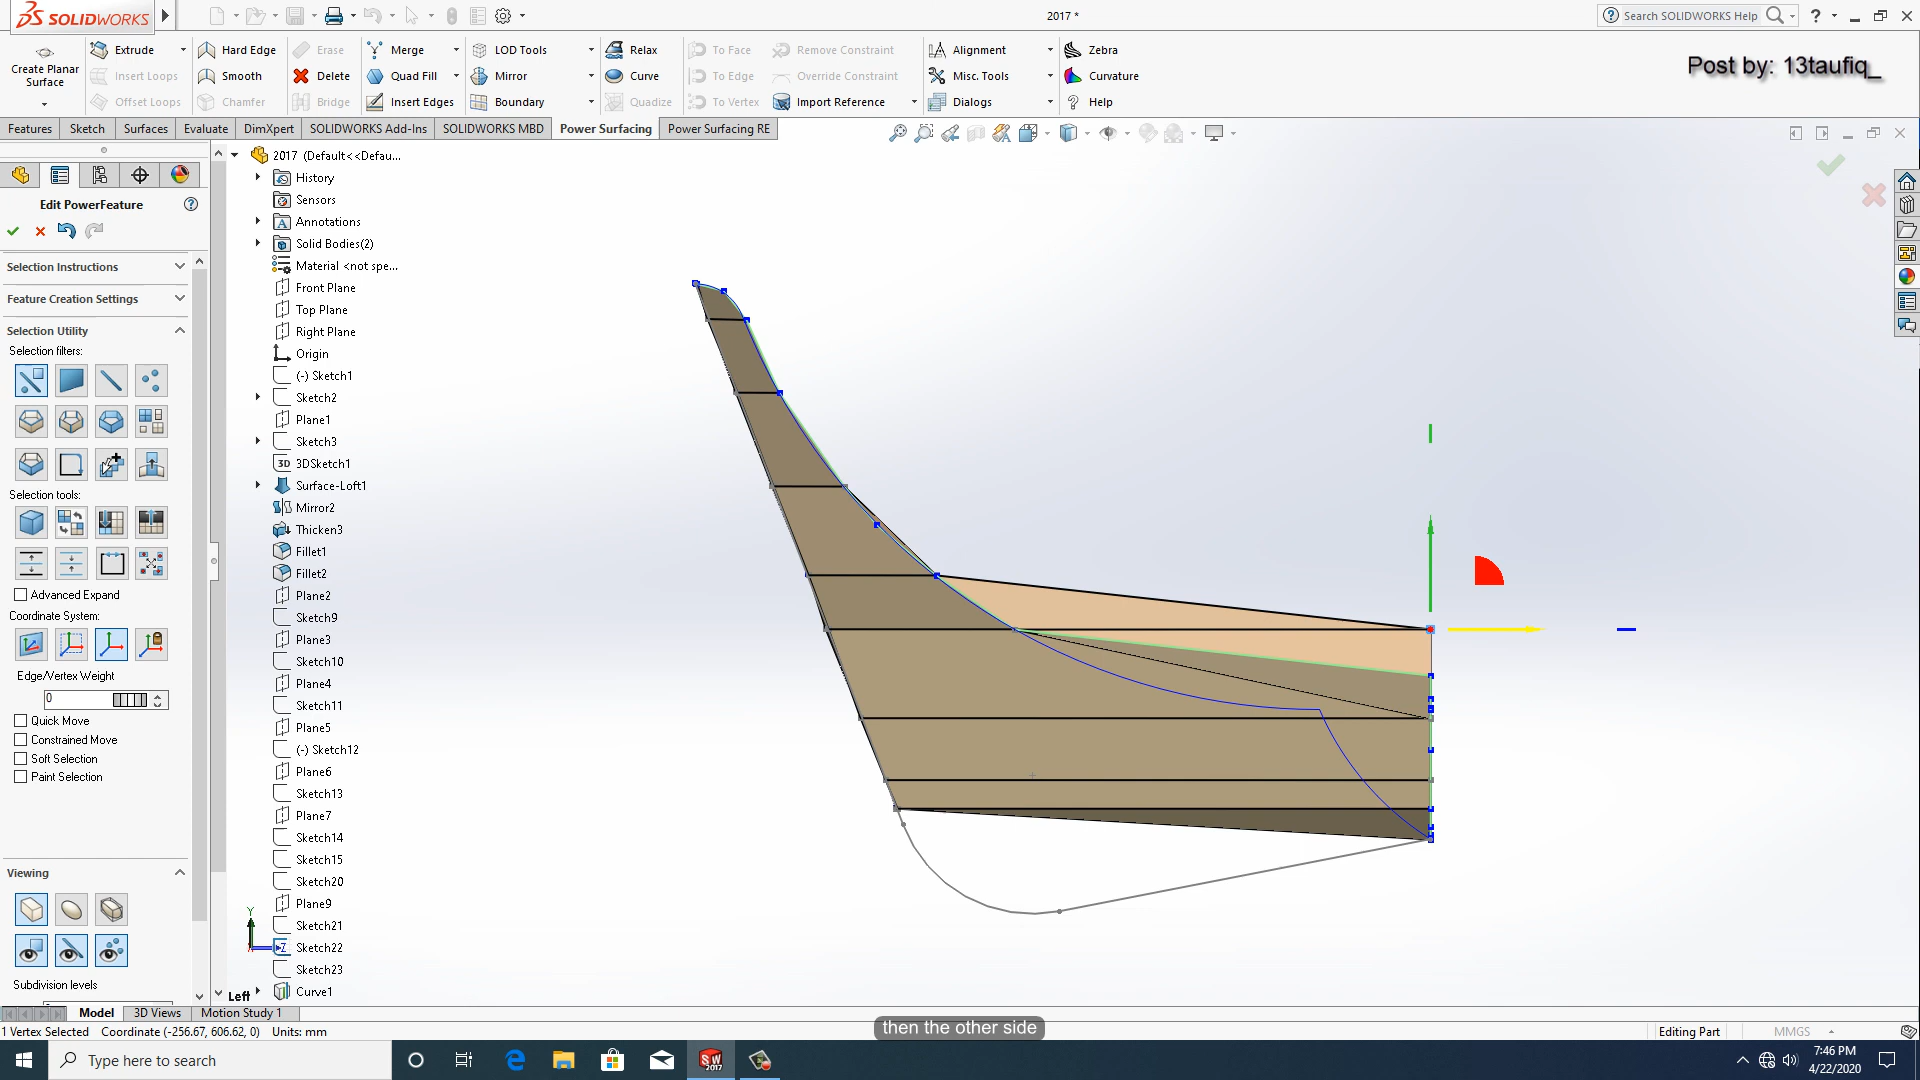 SOLIDWORKS
2017 *
Search SOLIDWORKS Help
Create Planar Surface
Extrude
Insert Loops
Offset Loops
Hard Edge
Smooth
Chamfer
Erase
Delete
Bridge
Merge
Quad Fill
Insert Edges
LOD Tools
Mirror
Boundary
Relax
Curve
Quadize
To Face
To Edge
To Vertex
Remove Constraint
Override Constraint
Import Reference
Alignment
Misc. Tools
Dialogs
Zebra
Curvature
Help
Post by: 13taufiq_
Features
Sketch
Surfaces
Evaluate
DimXpert
SOLIDWORKS Add-Ins
SOLIDWORKS MBD
Power Surfacing
Power Surfacing RE
Edit PowerFeature
Selection Instructions
Feature Creation Settings
Selection Utility
Selection filters:
Selection tools:
Advanced Expand
Coordinate System:
Edge/Vertex Weight
0
Quick Move
Constrained Move
Soft Selection
Paint Selection
Viewing
Subdivision levels
2017 (Default<<Defau...
History
Sensors
Annotations
Solid Bodies(2)
Material <not spe...
Front Plane
Top Plane
Right Plane
Origin
(-) Sketch1
Sketch2
Plane1
Sketch3
3D 3DSketch1
Surface-Loft1
Mirror2
Thicken3
Fillet1
Fillet2
Plane2
Sketch9
Plane3
Sketch10
Plane4
Sketch11
Plane5
(-) Sketch12
Plane6
Sketch13
Plane7
Sketch14
Sketch15
Sketch20
Plane9
Sketch21
Sketch22
Sketch23
Curve1
Y
Z
Left
Model
3D Views
Motion Study 1
1 Vertex Selected Coordinate (-256.67, 606.62, 0) Units: mm
then the other side
Editing Part
MMGS
Type here to search
SW
2017
7:46 PM
4/22/2020